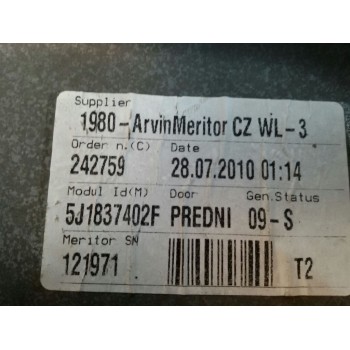 Supplier
1980-ArvinMeritor CZ WL-3
Order n.(C) Date
242759 28.07.2010 01:14
Modul Id(M) Door Gen.Status
5J1837402F PREDNI 09-S
Meritor SN
121971 T2